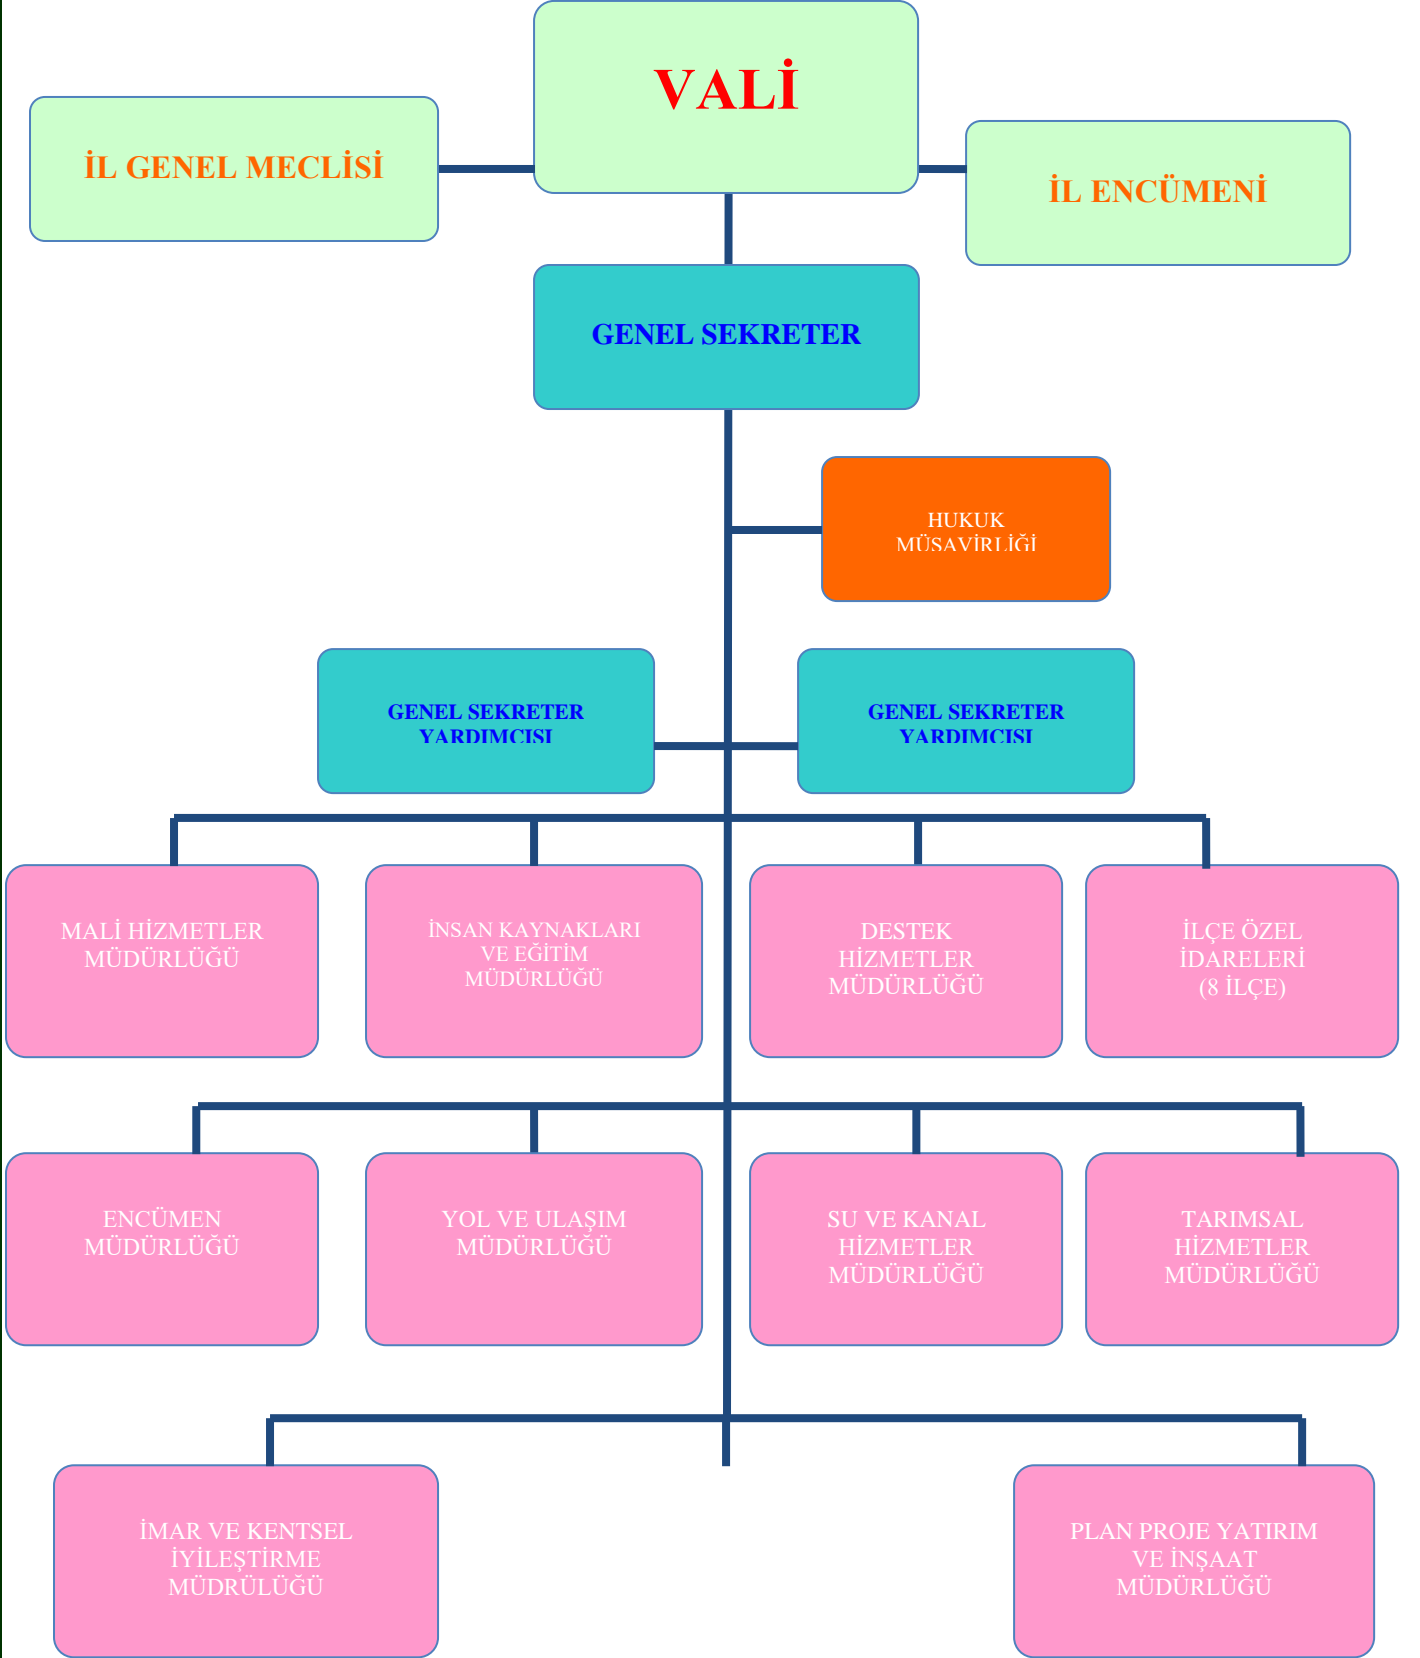 VALİ
İL GENEL MECLİSİ
İL ENCÜMENİ
GENEL SEKRETER
HUKUK
MÜSAVİRLİĞİ
GENEL SEKRETER
YARDIMCISI
GENEL SEKRETER
YARDIMCISI
MALİ HİZMETLER
MÜDÜRLÜĞÜ
İNSAN KAYNAKLARI
VE EĞİTİM
MÜDÜRLÜĞÜ
DESTEK
HİZMETLER
MÜDÜRLÜĞÜ
İLÇE ÖZEL
İDARELERİ
(8 İLÇE)
ENCÜMEN
MÜDÜRLÜĞÜ
YOL VE ULAŞIM
MÜDÜRLÜĞÜ
SU VE KANAL
HİZMETLER
MÜDÜRLÜĞÜ
TARIMSAL
HİZMETLER
MÜDÜRLÜĞÜ
İMAR VE KENTSEL
İYİLEŞTİRME
MÜDRÜLÜĞÜ
PLAN PROJE YATIRIM
VE İNŞAAT
MÜDÜRLÜĞÜ